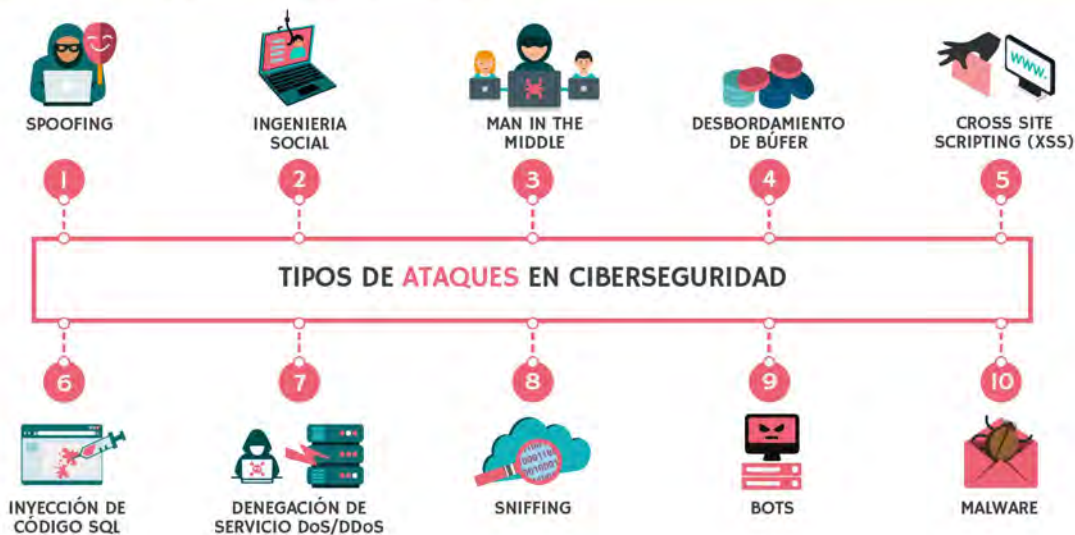 SPOOFING
INGENIERIA
SOCIAL
MAN IN THE
MIDDLE
DESBORDAMIENTO
DE BÚFER
CROSS SITE
SCRIPTING (XSS)
WWW.
1
2
3
4
5
TIPOS DE ATAQUES EN CIBERSEGURIDAD
6
7
8
9
10
INYECCIÓN DE
CÓDIGO SQL
DENEGACIÓN DE
SERVICIO DoS/DDoS
SNIFFING
BOTS
MALWARE